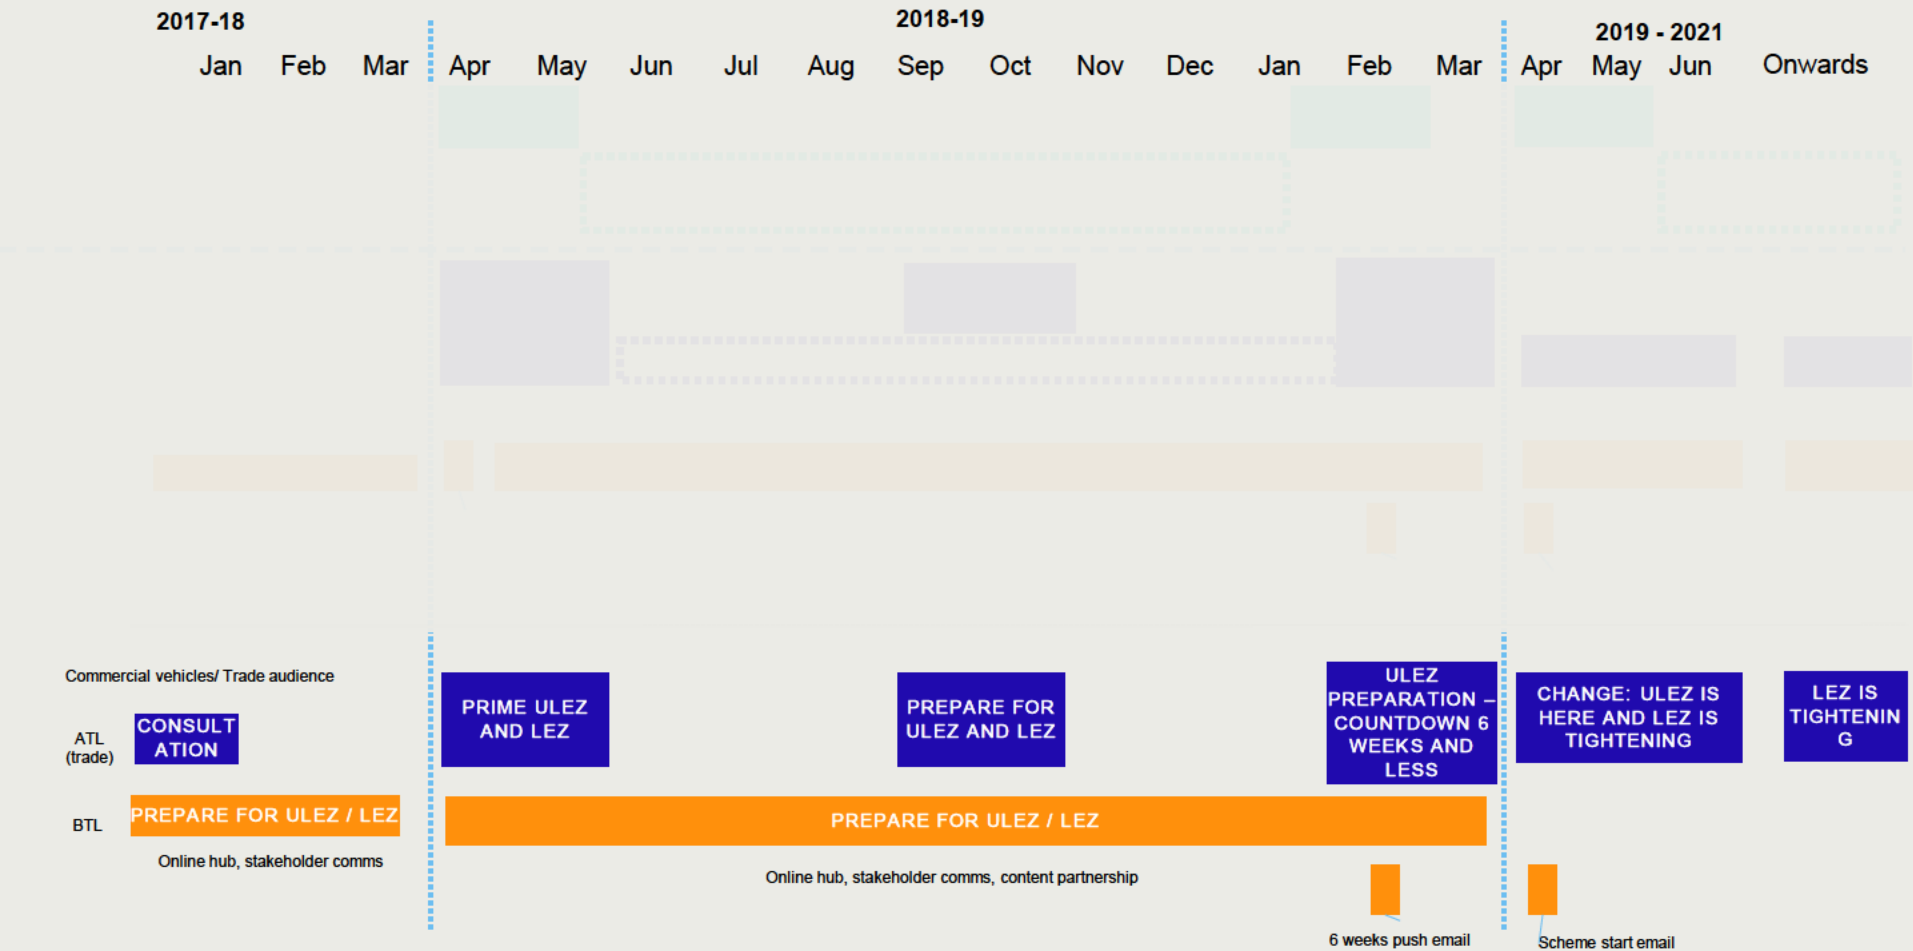 2017-18
2018-19
2019 - 2021
Jan Feb Mar Apr May Jun Jul Aug Sep Oct Nov Dec Jan Feb Mar Apr May Jun Onwards
Commercial vehicles/ Trade audience
ATL
(trade)
CONSULT
ATION
PRIME ULEZ
AND LEZ
PREPARE FOR
ULEZ AND LEZ
ULEZ
PREPARATION –
COUNTDOWN 6
WEEKS AND
LESS
CHANGE: ULEZ IS
HERE AND LEZ IS
TIGHTENING
LEZ IS
TIGHTENIN
G
BTL
PREPARE FOR ULEZ / LEZ
PREPARE FOR ULEZ / LEZ
Online hub, stakeholder comms
Online hub, stakeholder comms, content partnership
6 weeks push email
Scheme start email